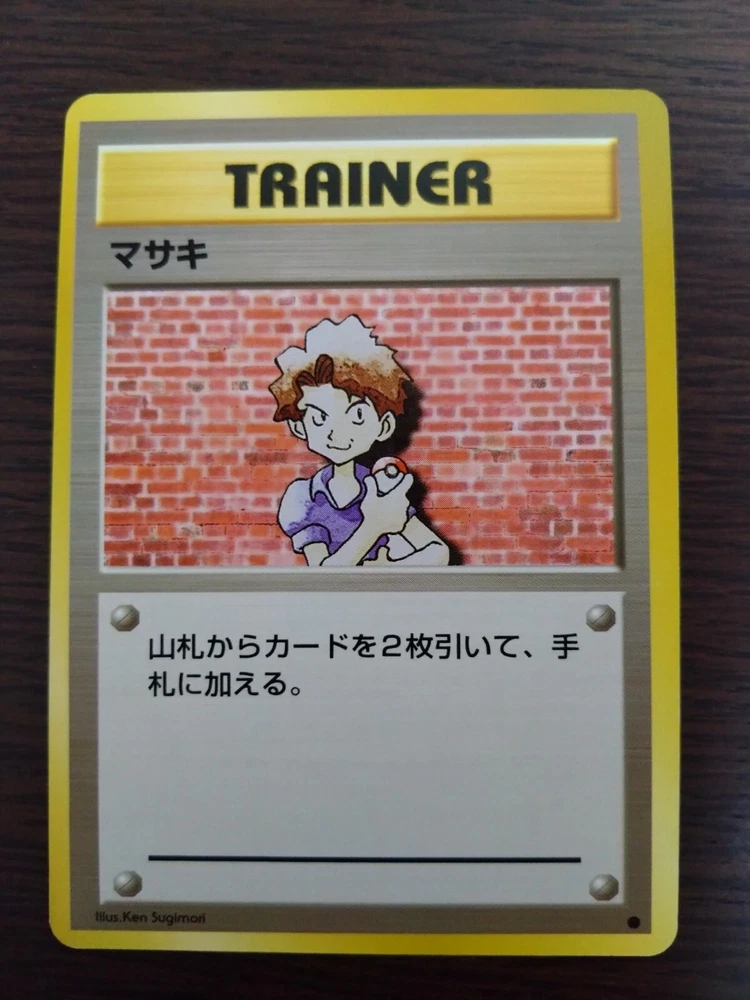 TRAINER
マサキ
山札からカードを2枚引いて、手
札に加える。
Illus.Ken Sugimori